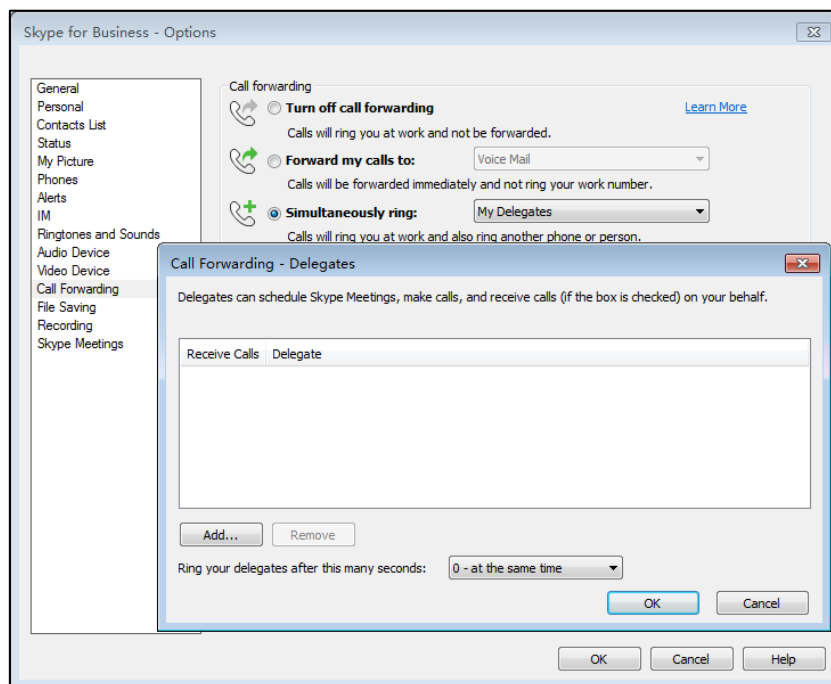 Skype for Business - Options
General
Personal
Contacts List
Status
My Picture
Phones
Alerts
IM
Ringtones and Sounds
Audio Device
Video Device
Call Forwarding
File Saving
Recording
Skype Meetings
Call forwarding
Turn off call forwarding Learn More
Calls will ring you at work and not be forwarded.
Forward my calls to: Voice Mail
Calls will be forwarded immediately and not ring your work number.
Simultaneously ring: My Delegates
Calls will ring you at work and also ring another phone or person.
Call Forwarding - Delegates
Delegates can schedule Skype Meetings, make calls, and receive calls (if the box is checked) on your behalf.
Receive Calls Delegate
Add... Remove
Ring your delegates after this many seconds: 0 - at the same time
OK Cancel
OK Cancel Help